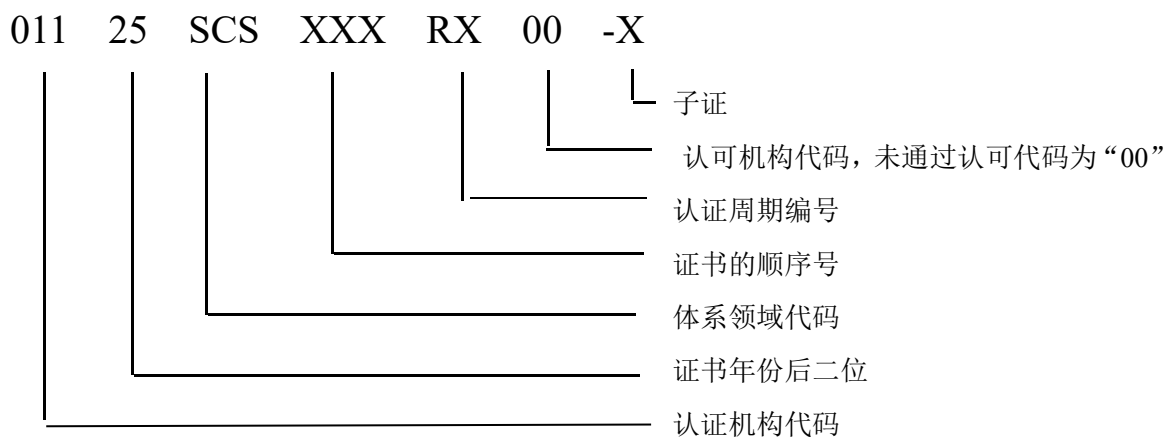 011 25 SCS XXX RX 00 -X
子证
认可机构代码，未通过认可代码为“00”
认证周期编号
证书的顺序号
体系领域代码
证书年份后二位
认证机构代码